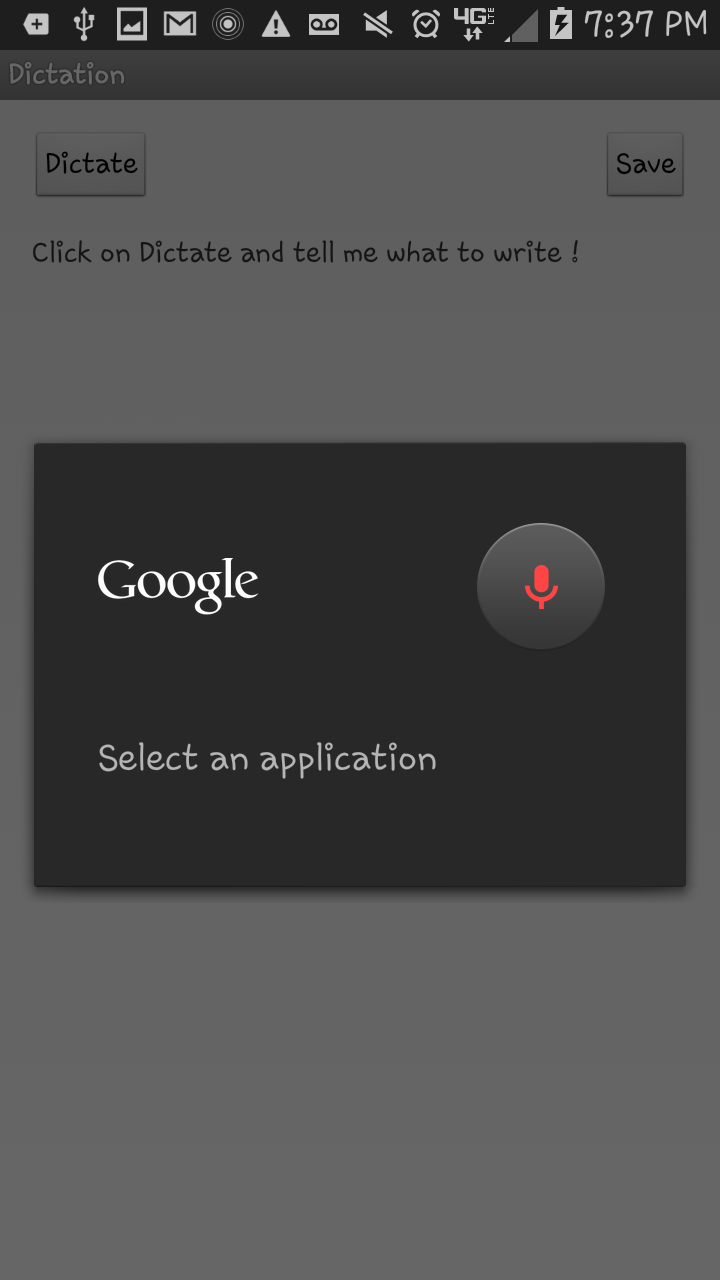 4G LTE 7:37 PM
Dictation
Dictate Save
Click on Dictate and tell me what to write !
Google
Select an application